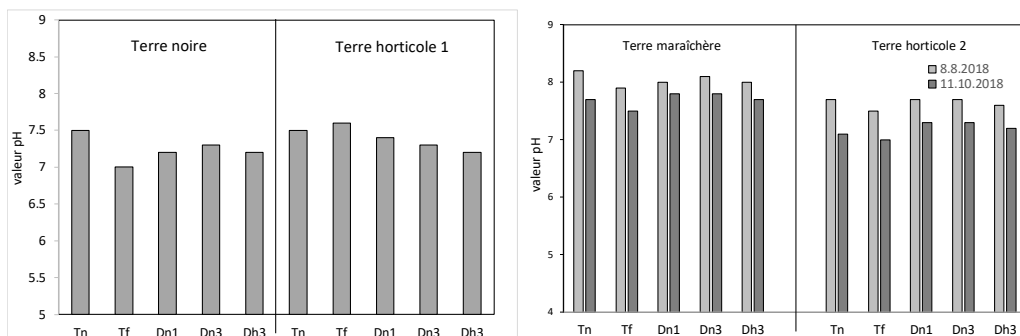 9
8.5
8
7.5
7
6.5
6
5.5
5
valeur pH
Terre noire
Terre horticole 1
Tn Tf Dn1 Dn3 Dh3 Tn Tf Dn1 Dn3 Dh3
9
8
7
6
5
4
valeur pH
Terre maraîchère
Terre horticole 2
8.8.2018
11.10.2018
Tn Tf Dn1 Dn3 Dh3 Tn Tf Dn1 Dn3 Dh3